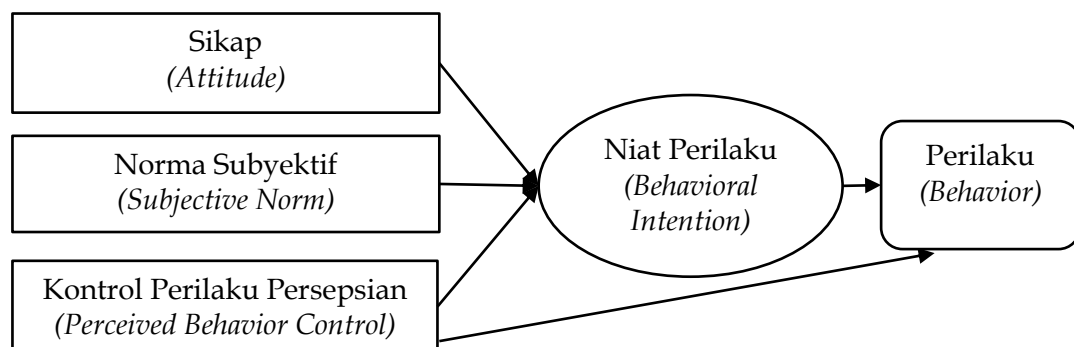 Sikap
(Attitude)
Norma Subyektif
(Subjective Norm)
Kontrol Perilaku Persepsian
(Perceived Behavior Control)
Niat Perilaku
(Behavioral
Intention)
Perilaku
(Behavior)